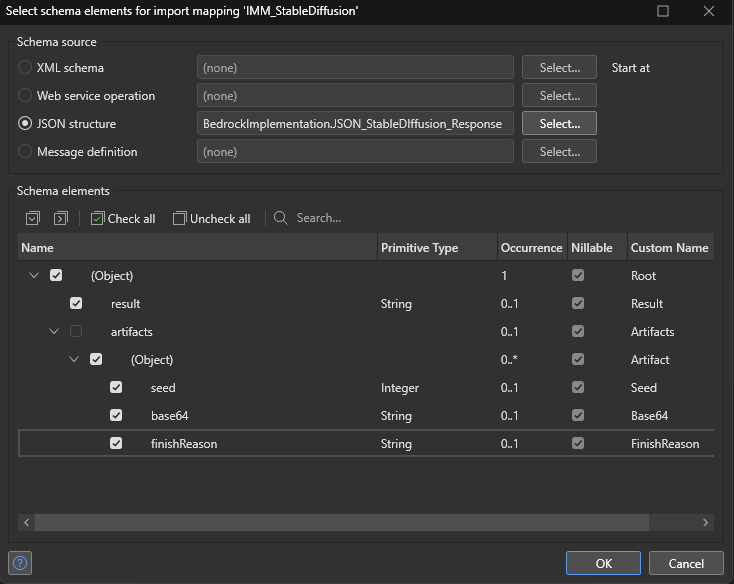 Select schema elements for import mapping 'IMM_StableDiffusion'
Schema source
XML schema (none) Select... Start at
Web service operation (none) Select...
JSON structure BedrockImplementation.JSON_StableDIffusion_Response Select...
Message definition (none) Select...
Schema elements
Check all Uncheck all Search...
Name Primitive Type Occurrence Nillable Custom Name
(Object) 1 Root
result String 0..1 Result
artifacts 0..1 Artifacts
(Object) 0..* Artifact
seed Integer 0..1 Seed
base64 String 0..1 Base64
finishReason String 0..1 FinishReason
? OK Cancel